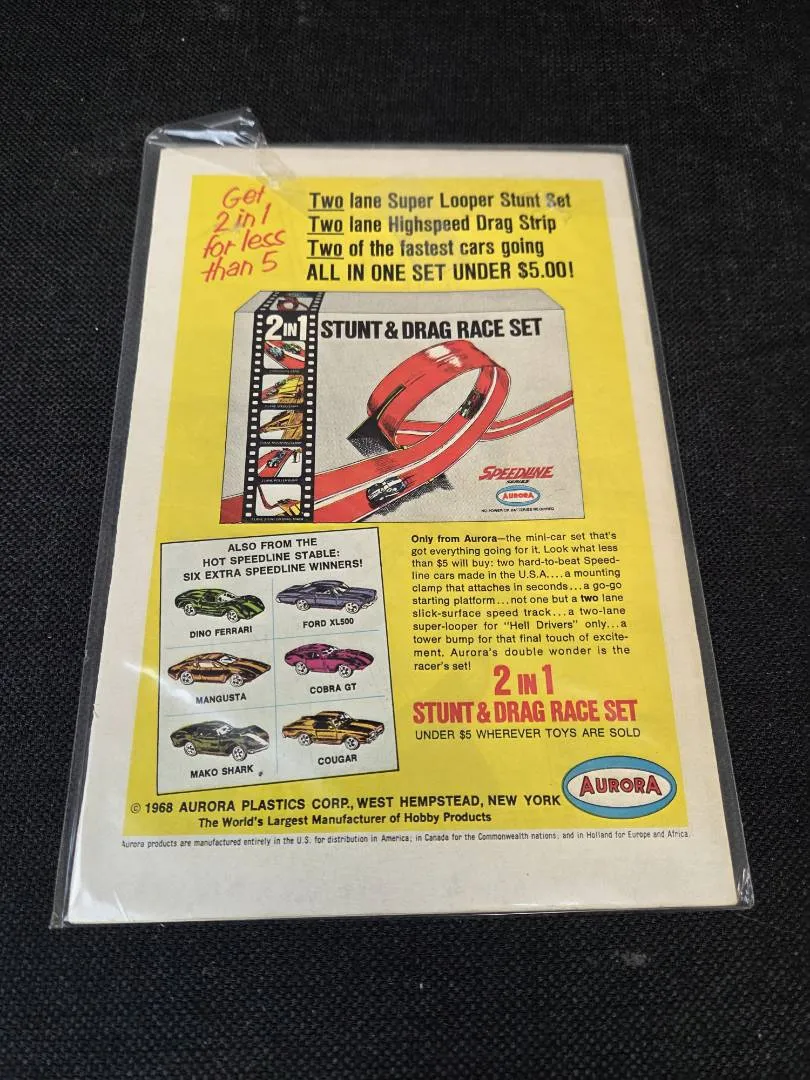 Get
2 in 1
for less
than 5
Two lane Super Looper Stunt Set
Two lane Highspeed Drag Strip
Two of the fastest cars going
ALL IN ONE SET UNDER $5.00!
2 IN 1
STUNT & DRAG RACE SET
SPEEDLINE
SERIES
AURORA
NO POWER OR BATTERIES REQUIRED
ALSO FROM THE
HOT SPEEDLINE STABLE:
SIX EXTRA SPEEDLINE WINNERS!
DINO FERRARI
FORD XL500
MANGUSTA
COBRA GT
MAKO SHARK
COUGAR
Only from Aurora—the mini-car set that's
got everything going for it. Look what less
than $5 will buy: two hard-to-beat Speed-
line cars made in the U.S.A.... a mounting
clamp that attaches in seconds...a go-go
starting platform...not one but a two lane
slick-surface speed track...a two-lane
super-looper for "Hell Drivers" only...a
tower bump for that final touch of excite-
ment. Aurora's double wonder is the
racer's set!
2 IN 1
STUNT & DRAG RACE SET
UNDER $5 WHEREVER TOYS ARE SOLD
AURORA
© 1968 AURORA PLASTICS CORP., WEST HEMPSTEAD, NEW YORK
The World's Largest Manufacturer of Hobby Products
Aurora products are manufactured entirely in the U.S. for distribution in America; in Canada for the Commonwealth nations; and in Holland for Europe and Africa.